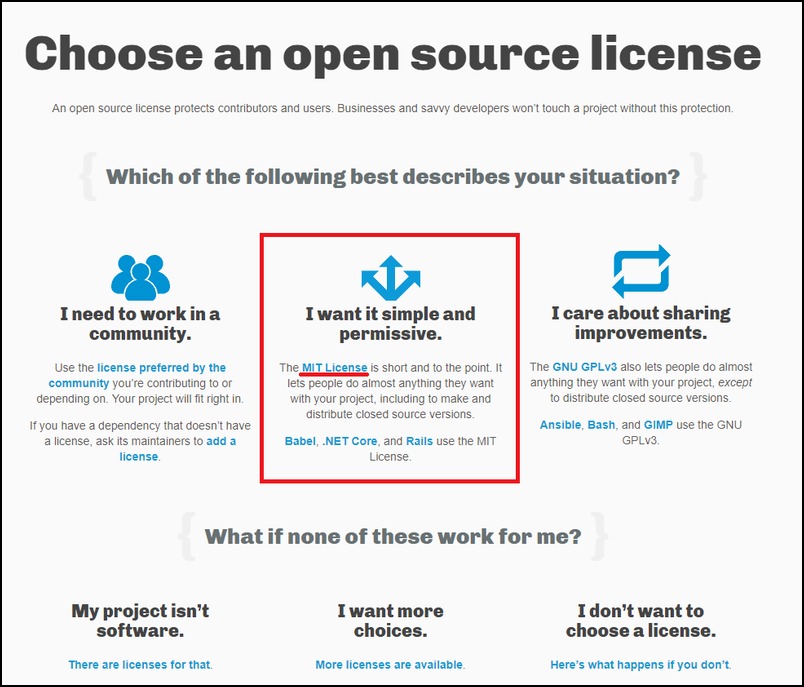 Choose an open source license
An open source license protects contributors and users. Businesses and savvy developers won't touch a project without this protection.
{ Which of the following best describes your situation? }
I need to work in a
community.
Use the license preferred by the
community you're contributing to or
depending on. Your project will fit right in.
If you have a dependency that doesn't have
a license, ask its maintainers to add a
license.
I want it simple and
permissive.
The MIT License is short and to the point. It
lets people do almost anything they want
with your project, including to make and
distribute closed source versions.
Babel, .NET Core, and Rails use the MIT
License.
I care about sharing
improvements.
The GNU GPLv3 also lets people do almost
anything they want with your project, except
to distribute closed source versions.
Ansible, Bash, and GIMP use the GNU
GPLv3.
{ What if none of these work for me? }
My project isn't
software.
There are licenses for that.
I want more
choices.
More licenses are available.
I don't want to
choose a license.
Here's what happens if you don't.